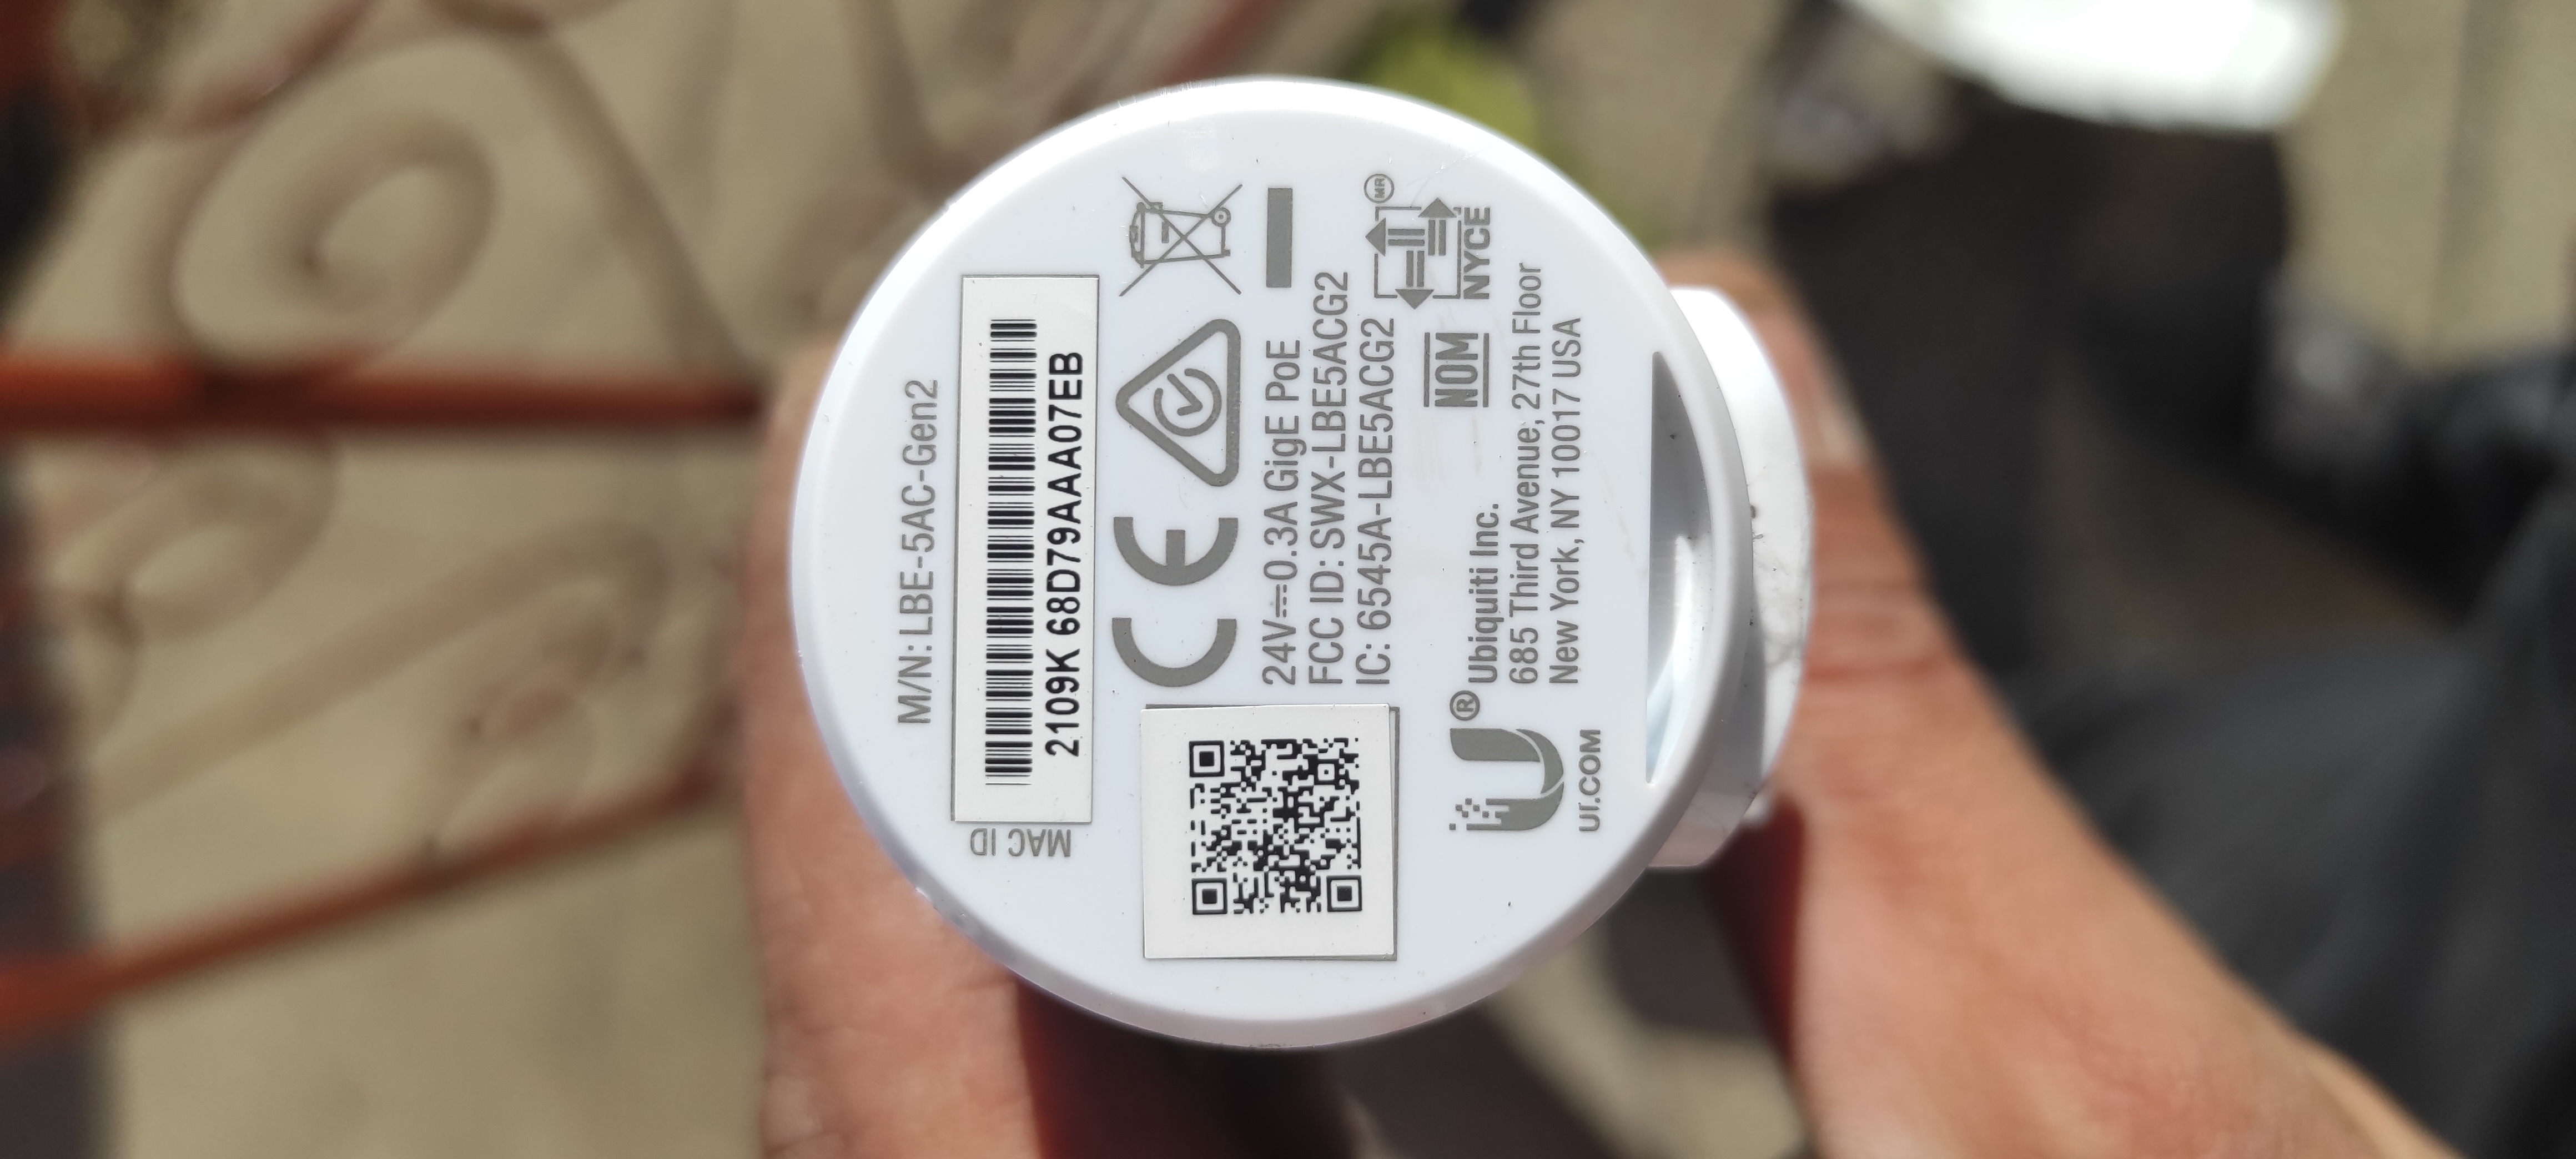 M/N: LBE-5AC-Gen2
MAC ID
2109K 68D79AAA07EB
24V⎓0.3A GigE PoE
FCC ID: SWX-LBE5ACG2
IC: 6545A-LBE5ACG2
NOM
NYCE
MR
U®
Ubiquiti Inc.
685 Third Avenue, 27th Floor
New York, NY 10017 USA
UI.COM